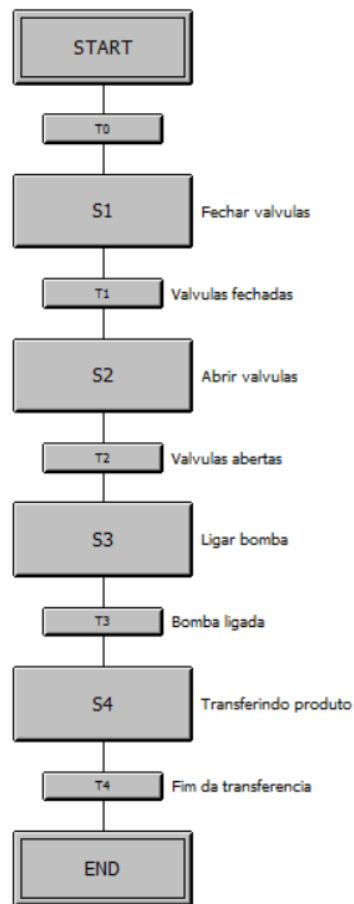 START
T0
S1 Fechar valvulas
T1 Valvulas fechadas
S2 Abrir valvulas
T2 Valvulas abertas
S3 Ligar bomba
T3 Bomba ligada
S4 Transferindo produto
T4 Fim da transferencia
END